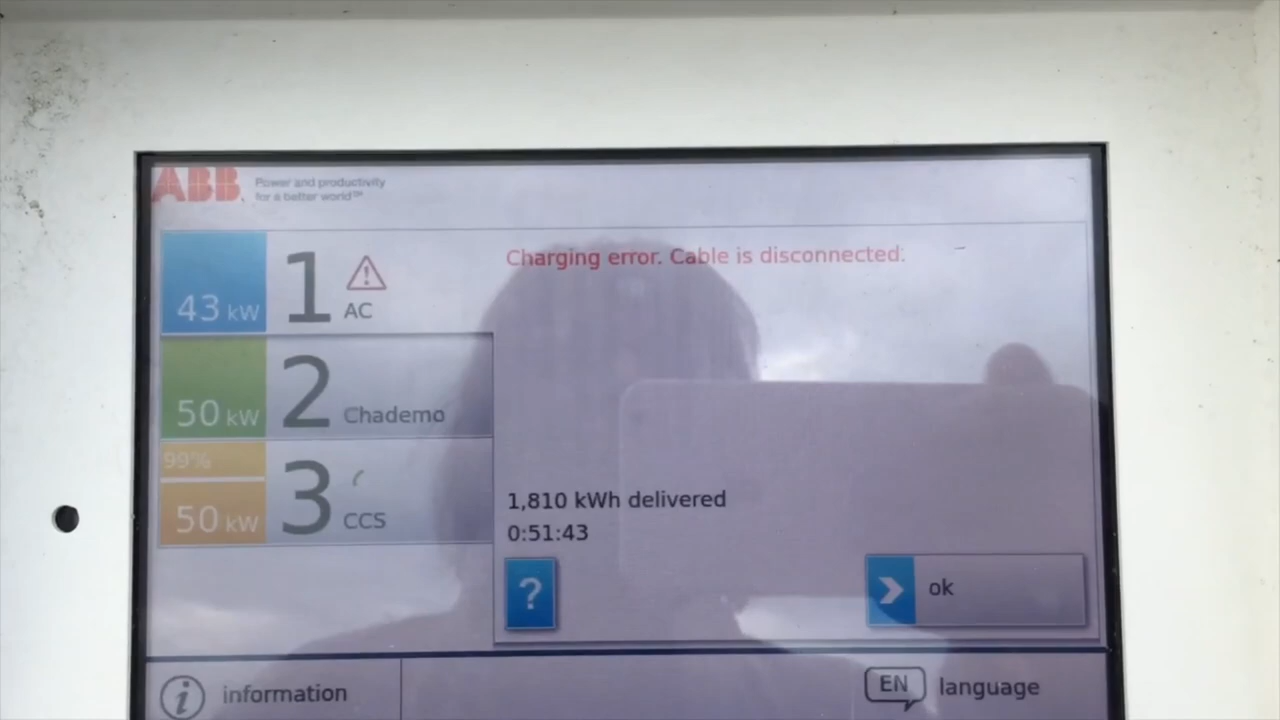 ABB
Power and productivity
for a better world™
43 kW
1
AC
50 kW
2
Chademo
99%
50 kW
3
CCS
Charging error. Cable is disconnected.
1,810 kWh delivered
0:51:43
?
ok
information
EN
language